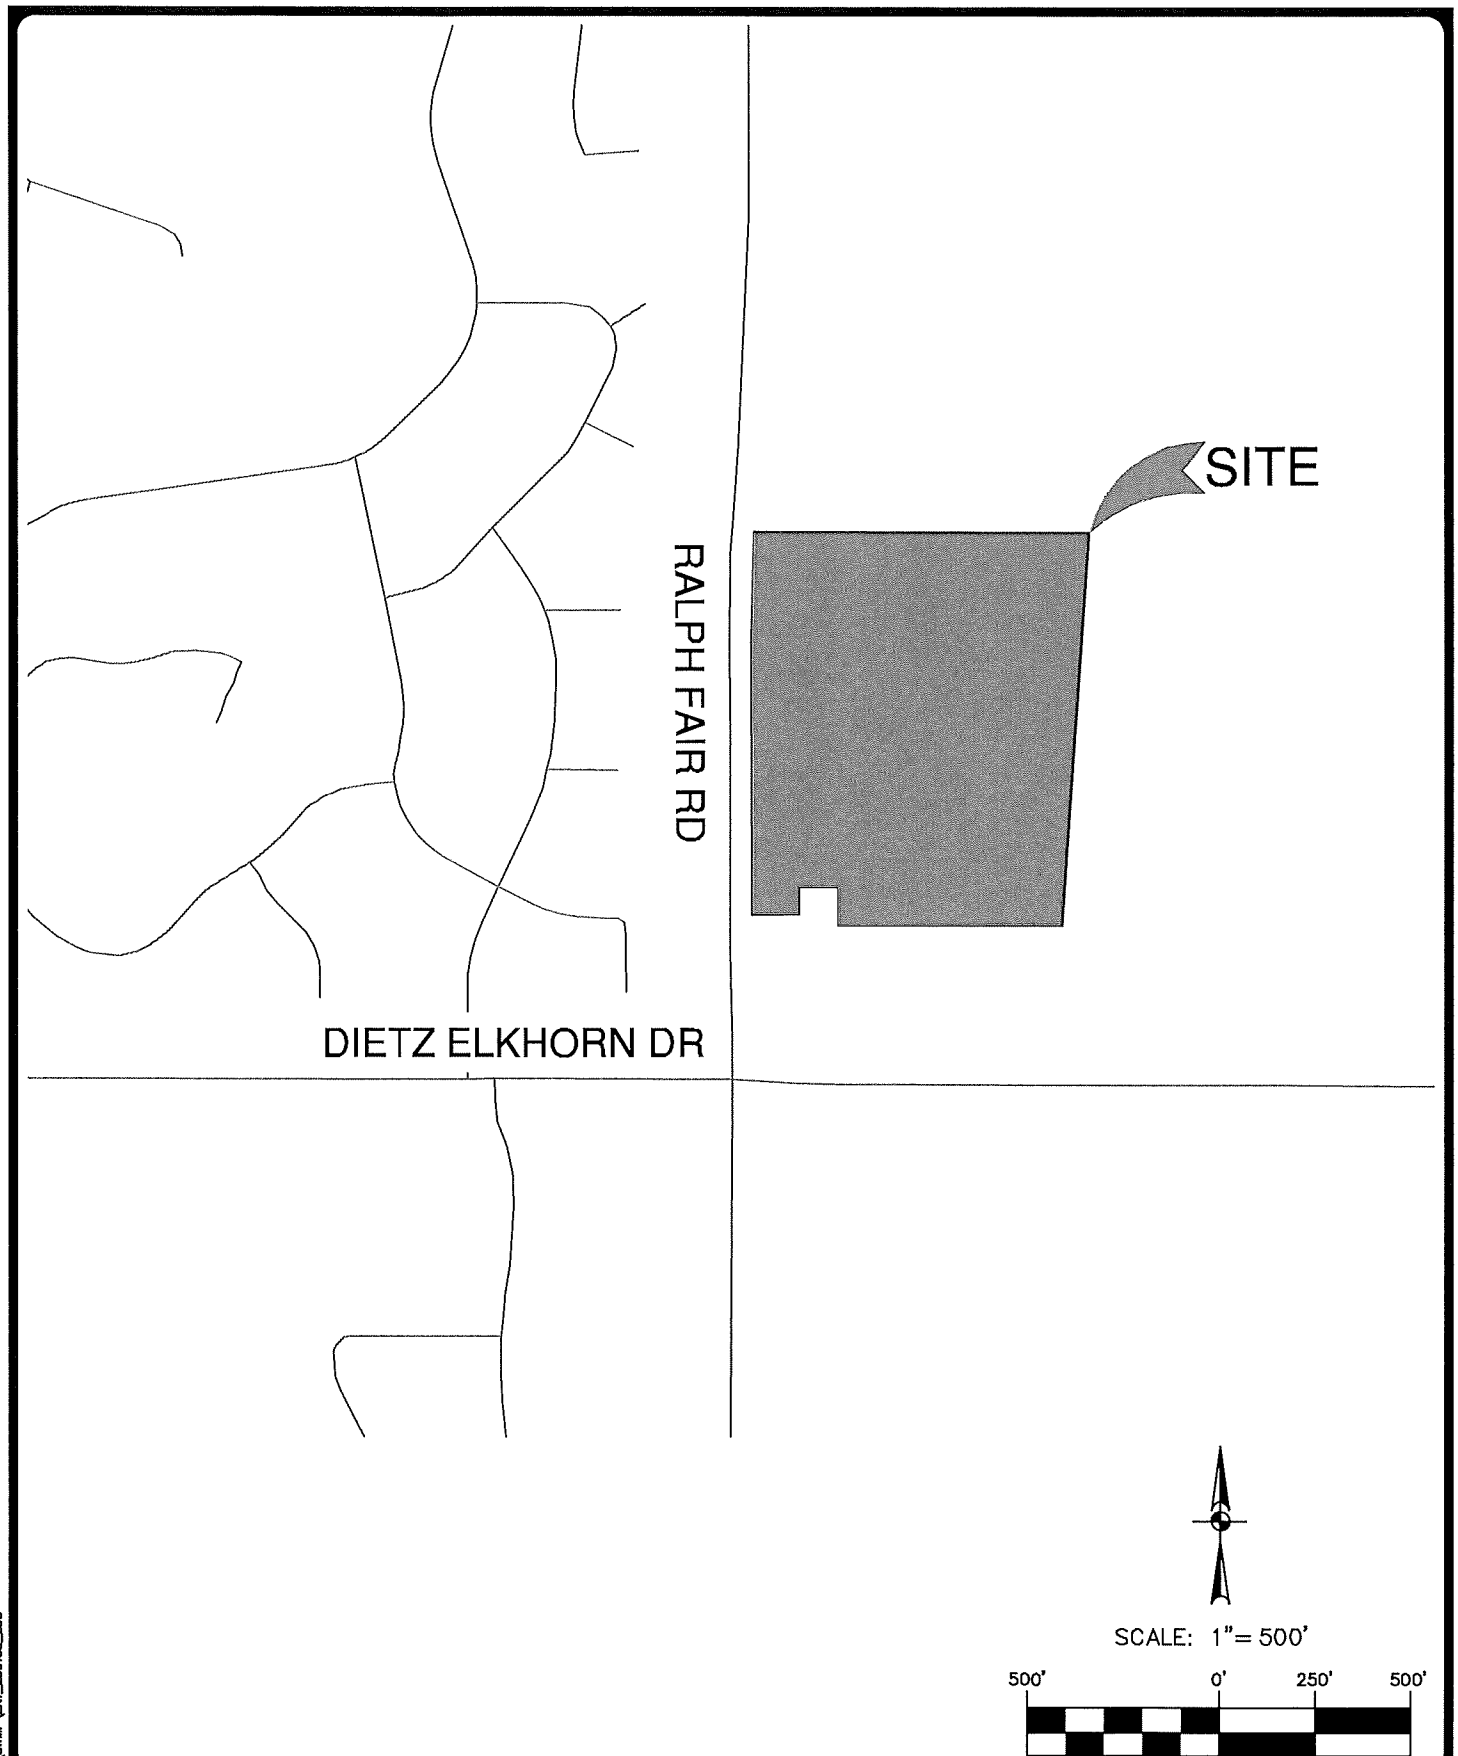 SITE
RALPH FAIR RD
DIETZ ELKHORN DR
SCALE: 1"= 500'
500' 0' 250' 500'